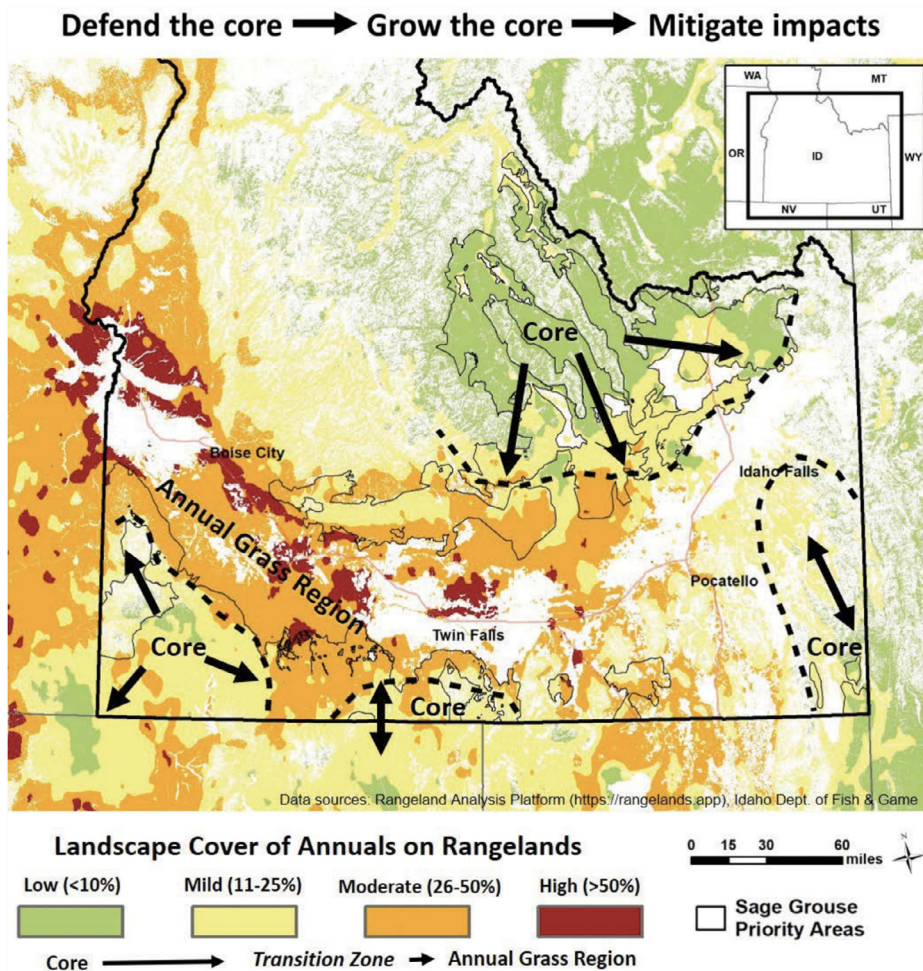 Defend the core → Grow the core → Mitigate impacts
WA
MT
OR
ID
WY
NV
UT
Core
Boise City
Idaho Falls
Annual Grass Region
Pocatello
Twin Falls
Core
Core
Core
Data sources: Rangeland Analysis Platform (https://rangelands.app), Idaho Dept. of Fish & Game
Landscape Cover of Annuals on Rangelands
Low (<10%) Mild (11-25%) Moderate (26-50%) High (>50%)
Core → Transition Zone → Annual Grass Region
0 15 30 60
miles
N
Sage Grouse
Priority Areas